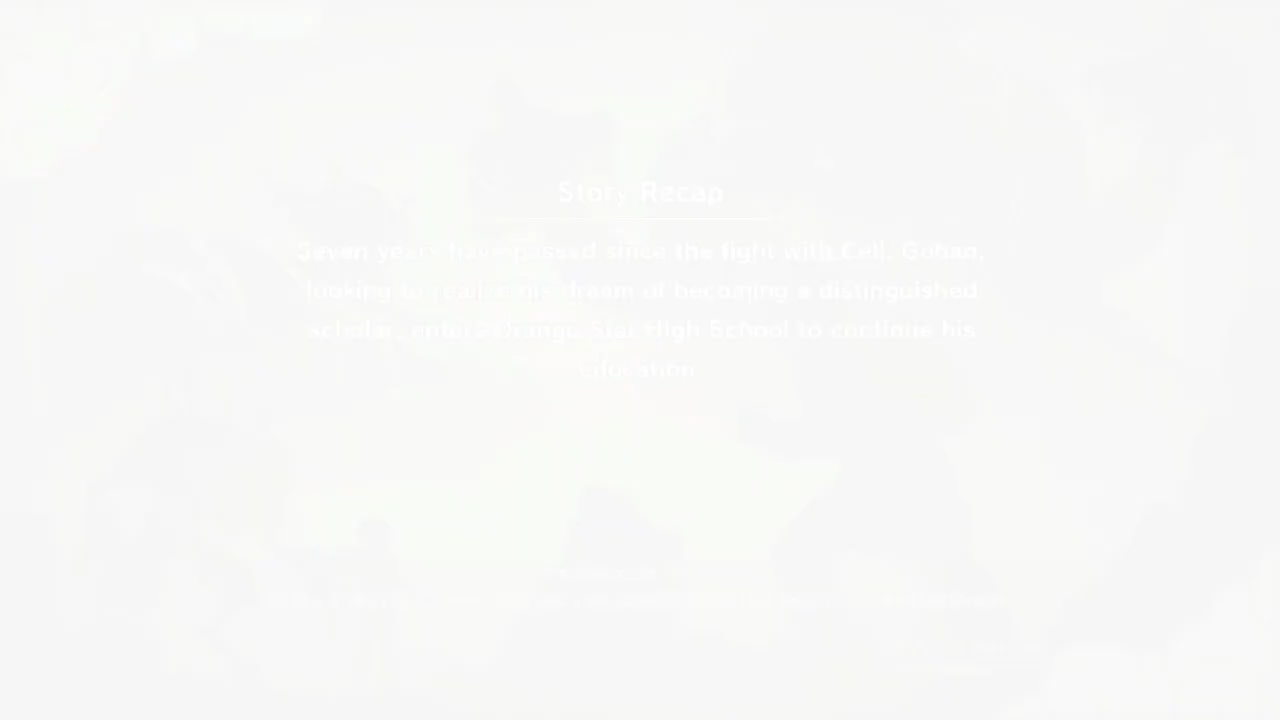 Story Recap
Seven years have passed since the fight with Cell. Gohan,
looking to realize his dream of becoming a distinguished
scholar, enters Orange Star High School to continue his
education.